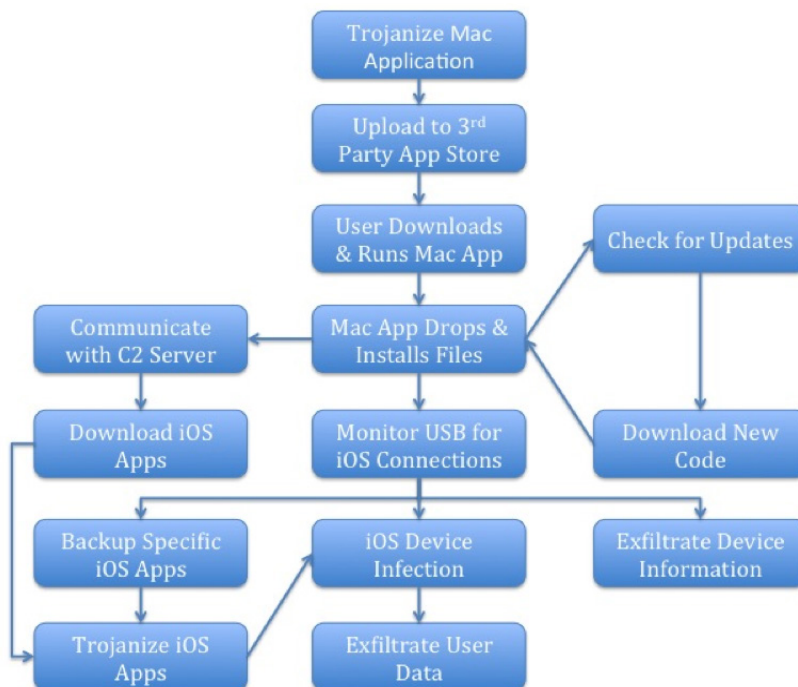 Trojanize Mac
Application
Upload to 3rd
Party App Store
User Downloads
& Runs Mac App
Check for Updates
Communicate
with C2 Server
Mac App Drops &
Installs Files
Download iOS
Apps
Monitor USB for
iOS Connections
Download New
Code
Backup Specific
iOS Apps
iOS Device
Infection
Exfiltrate Device
Information
Trojanize iOS
Apps
Exfiltrate User
Data